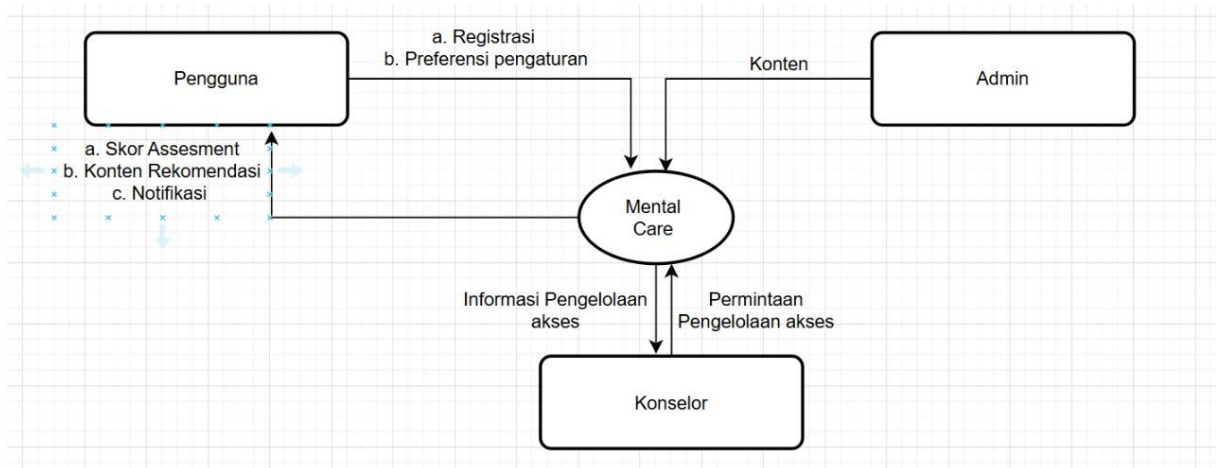 a. Registrasi
b. Preferensi pengaturan
Pengguna
Konten
Admin
a. Skor Assesment
b. Konten Rekomendasi
c. Notifikasi
Mental
Care
Informasi Pengelolaan
akses
Permintaan
Pengelolaan akses
Konselor